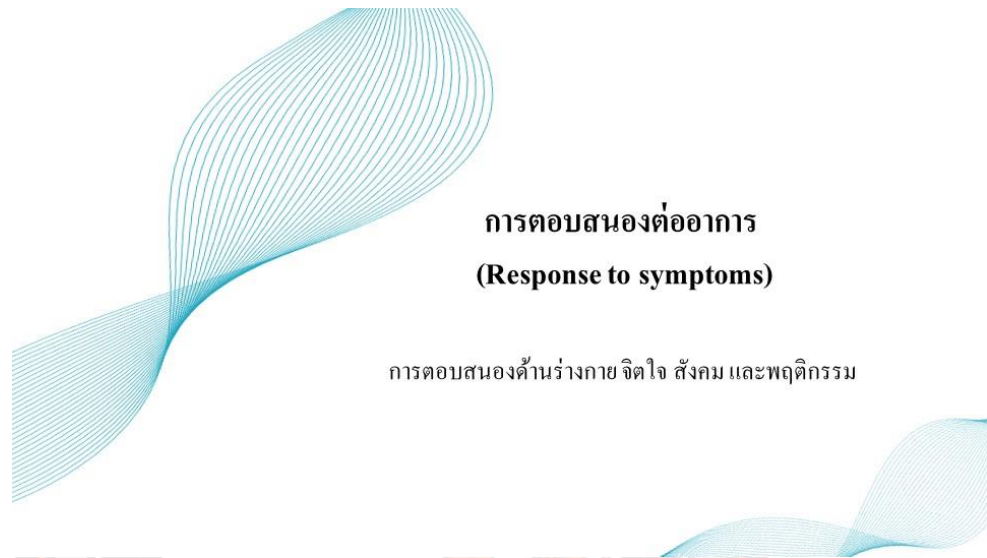 การตอบสนองต่ออาการ
(Response to symptoms)
การตอบสนองด้านร่างกาย จิตใจ สังคม และพฤติกรรม